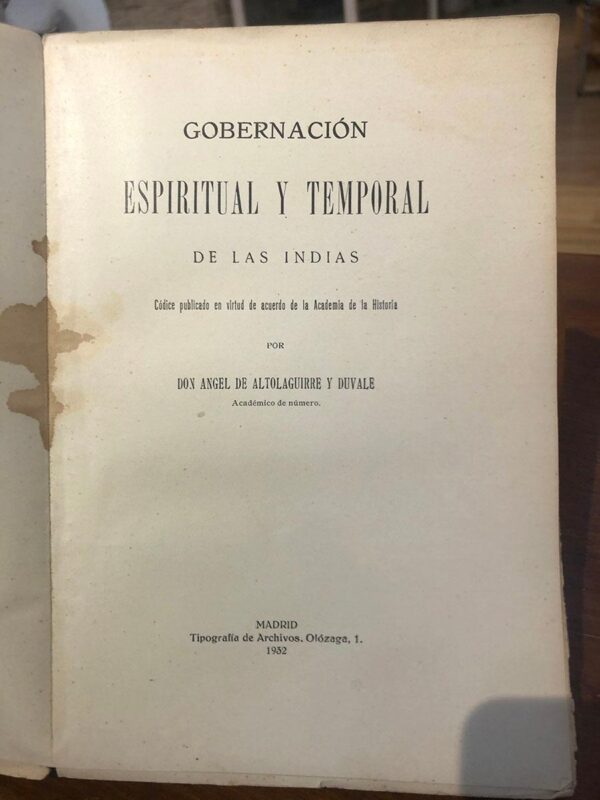 GOBERNACIÓN
ESPIRITUAL Y TEMPORAL
DE LAS INDIAS
Códice publicado en virtud de acuerdo de la Academia de la Historia
POR
DON ANGEL DE ALTOLAGUIRRE Y DUVALE
Académico de número.
MADRID
Tipografía de Archivos. Olózaga, 1.
1932